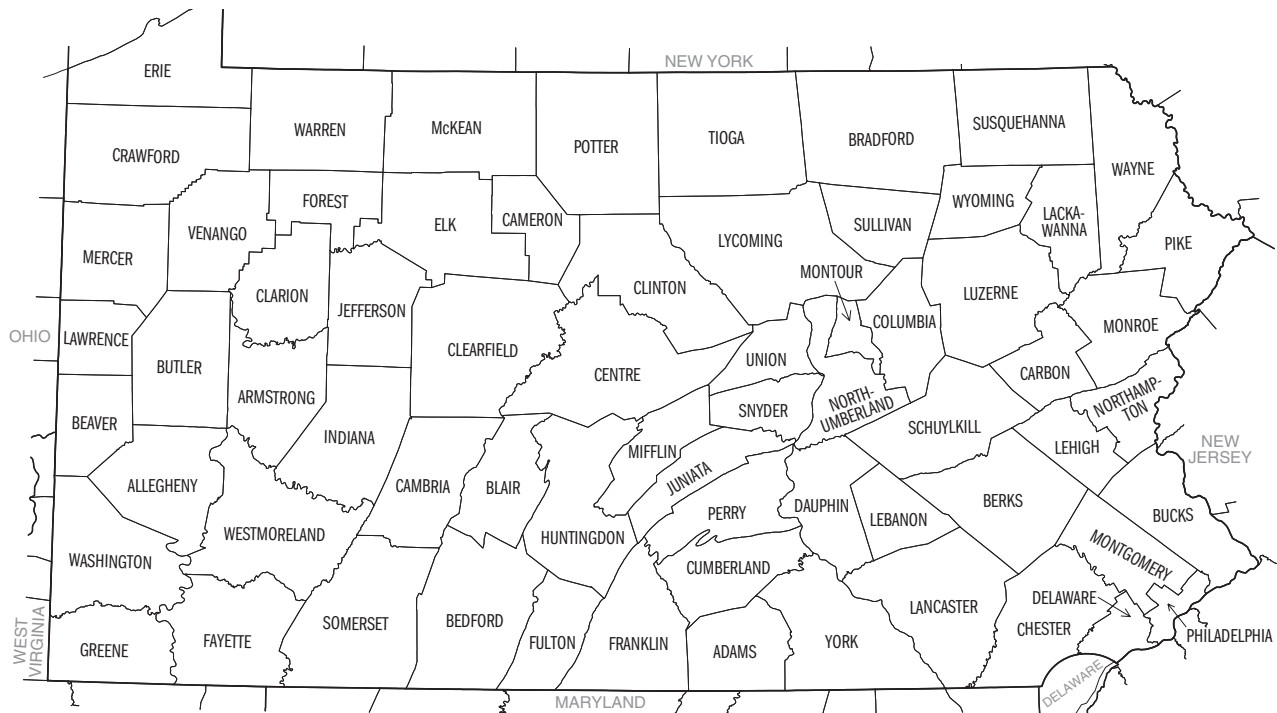 NEW YORK
ERIE
WARREN
McKEAN
POTTER
TIOGA
BRADFORD
SUSQUEHANNA
CRAWFORD
WAYNE
FOREST
ELK
CAMERON
VENANGO
LYCOMING
SULLIVAN
WYOMING
LACKA-
WANNA
PIKE
MERCER
CLARION
JEFFERSON
CLINTON
MONTOUR
COLUMBIA
LUZERNE
MONROE
OHIO
LAWRENCE
BUTLER
CLEARFIELD
CENTRE
UNION
CARBON
BEAVER
ARMSTRONG
INDIANA
SNYDER
NORTH-
UMBERLAND
SCHUYLKILL
NORTHAMP-
TON
LEHIGH
NEW
JERSEY
ALLEGHENY
CAMBRIA
BLAIR
MIFFLIN
JUNIATA
WESTMORELAND
HUNTINGDON
PERRY
DAUPHIN
LEBANON
BERKS
BUCKS
WASHINGTON
CUMBERLAND
MONTGOMERY
WEST
VIRGINIA
GREENE
FAYETTE
SOMERSET
BEDFORD
FULTON
FRANKLIN
ADAMS
YORK
LANCASTER
DELAWARE
CHESTER
PHILADELPHIA
MARYLAND
DELAWARE